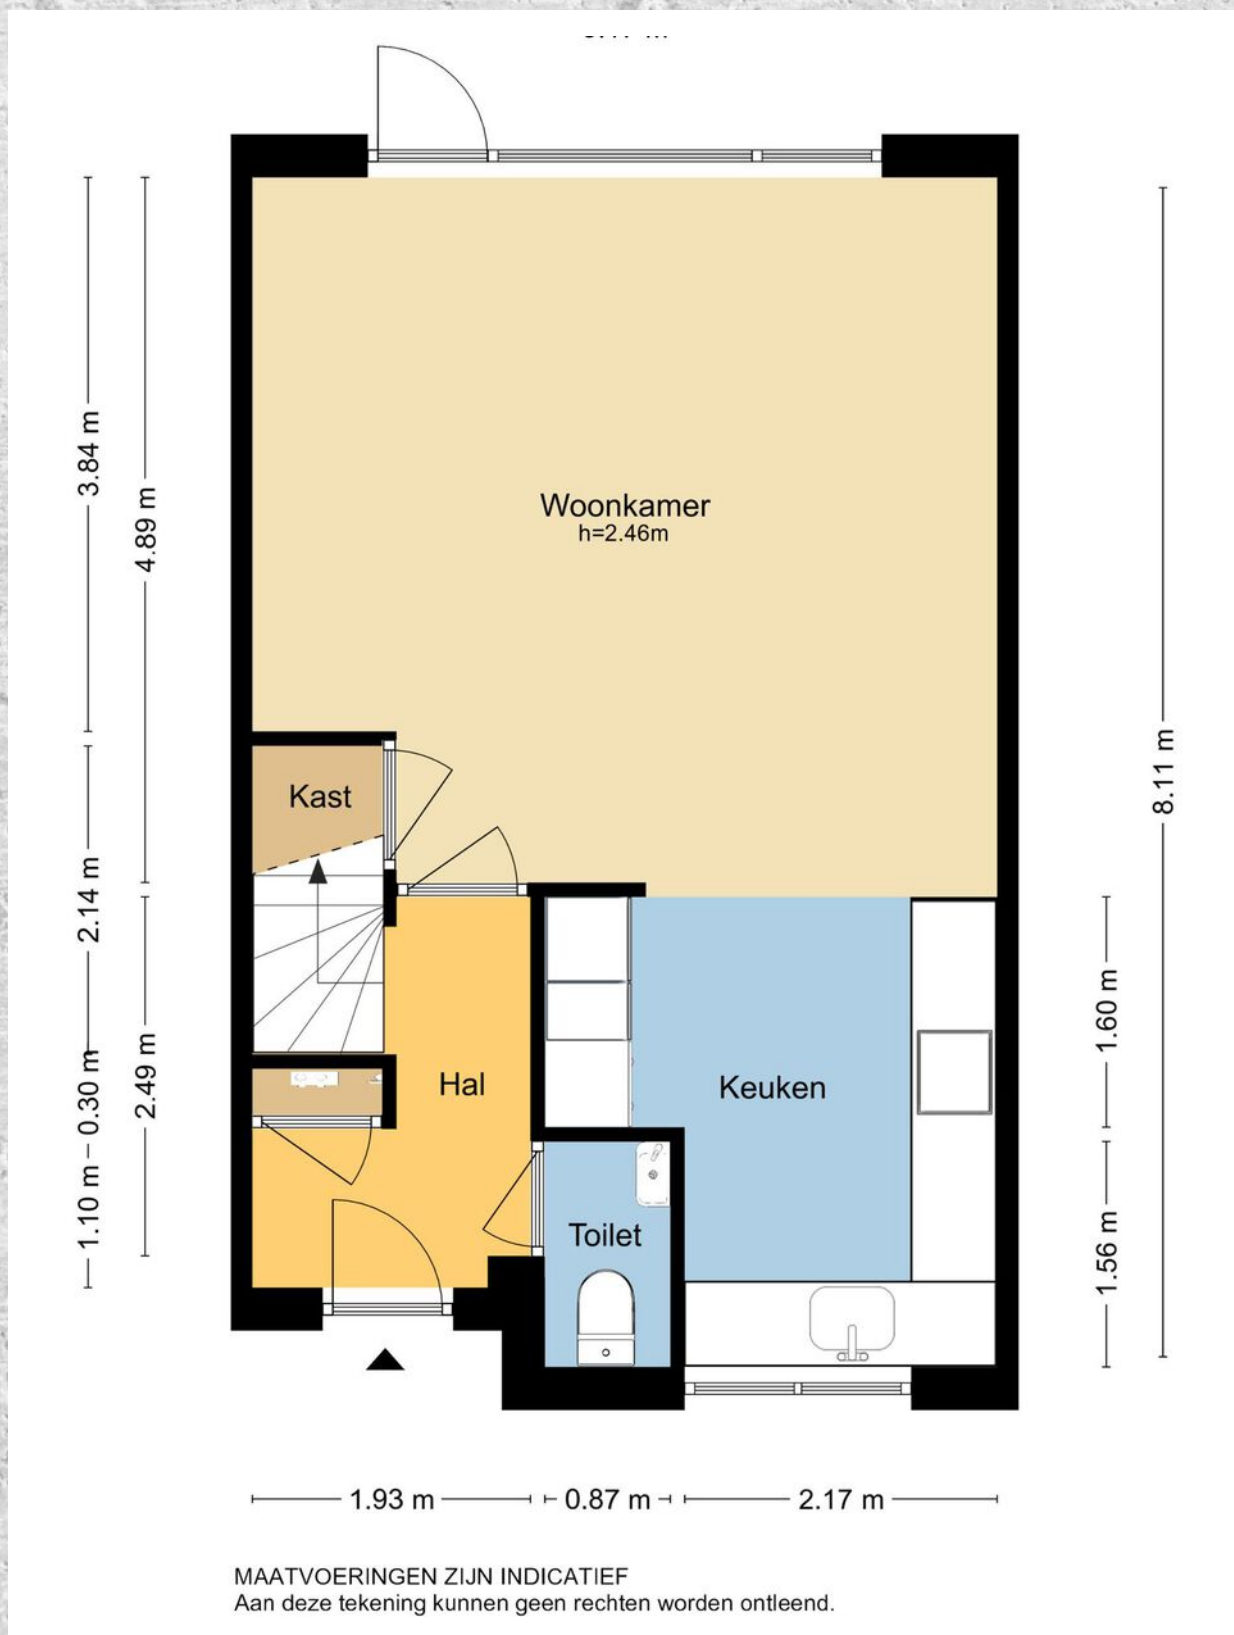 3.84 m
4.89 m
Woonkamer
h=2.46m
8.11 m
Kast
2.14 m
1.60 m
2.49 m
0.30 m
Hal
Keuken
1.10 m
Toilet
1.56 m
1.93 m
0.87 m
2.17 m
MAATVOERINGEN ZIJN INDICATIEF
Aan deze tekening kunnen geen rechten worden ontleend.